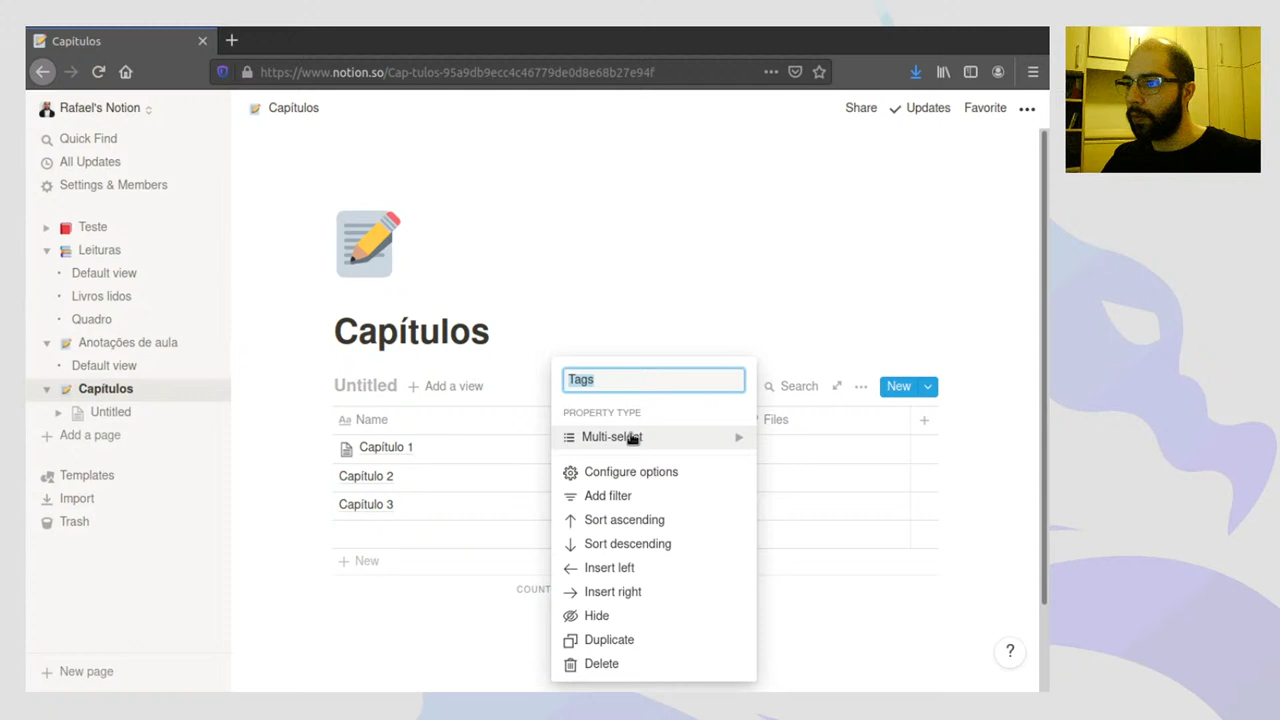 Capítulos
https://www.notion.so/Cap-tulos-95a9db9ecc4c46779de0d8e68b27e94f
Rafael's Notion
Capítulos
Share
Updates
Favorite
Quick Find
All Updates
Settings & Members
Teste
Leituras
Default view
Livros lidos
Quadro
Anotações de aula
Default view
Capítulos
Untitled
Add a page
Templates
Import
Trash
New page
Capítulos
Untitled
Add a view
Search
New
Aa Name
Files
Capítulo 1
Capítulo 2
Capítulo 3
New
COUNT
Tags
PROPERTY TYPE
Multi-select
Configure options
Add filter
Sort ascending
Sort descending
Insert left
Insert right
Hide
Duplicate
Delete
?